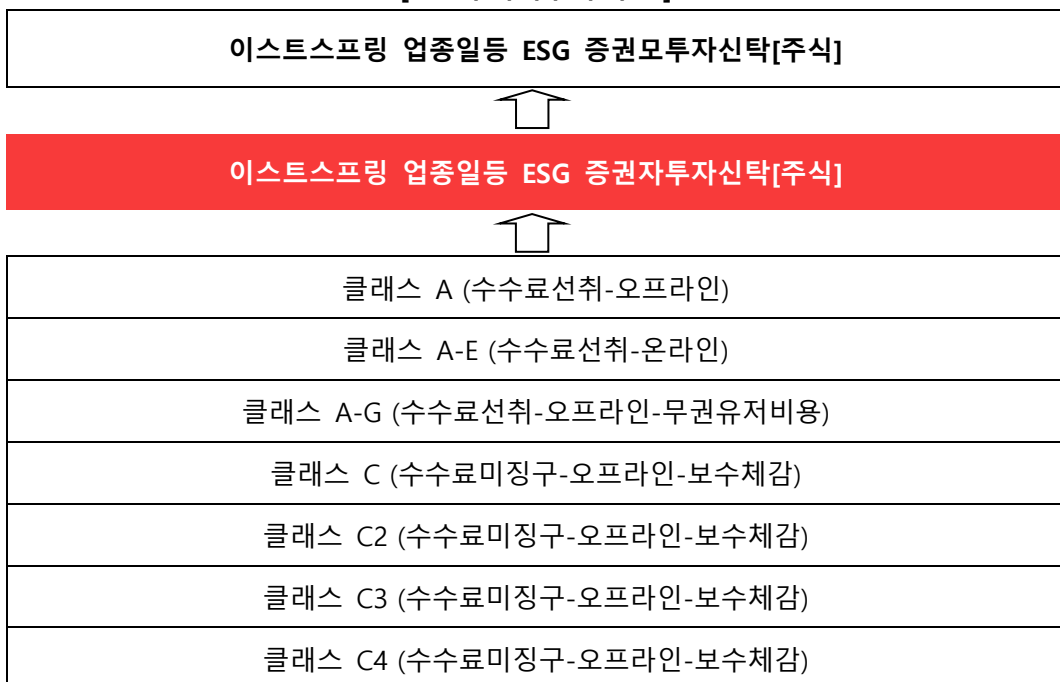 이스트스프링 업종일등 ESG 증권모투자신탁[주식]
이스트스프링 업종일등 ESG 증권자투자신탁[주식]
클래스 A (수수료선취-오프라인)
클래스 A-E (수수료선취-온라인)
클래스 A-G (수수료선취-오프라인-무권유저비용)
클래스 C (수수료미징구-오프라인-보수체감)
클래스 C2 (수수료미징구-오프라인-보수체감)
클래스 C3 (수수료미징구-오프라인-보수체감)
클래스 C4 (수수료미징구-오프라인-보수체감)